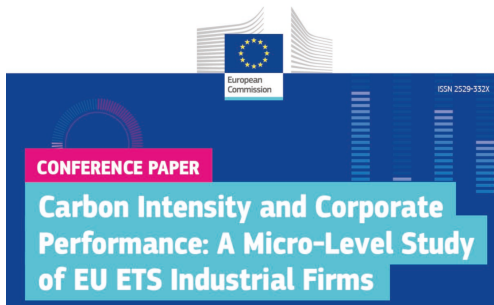 European
Commission
ISSN 2529-332X
CONFERENCE PAPER
Carbon Intensity and Corporate
Performance: A Micro-Level Study
of EU ETS Industrial Firms